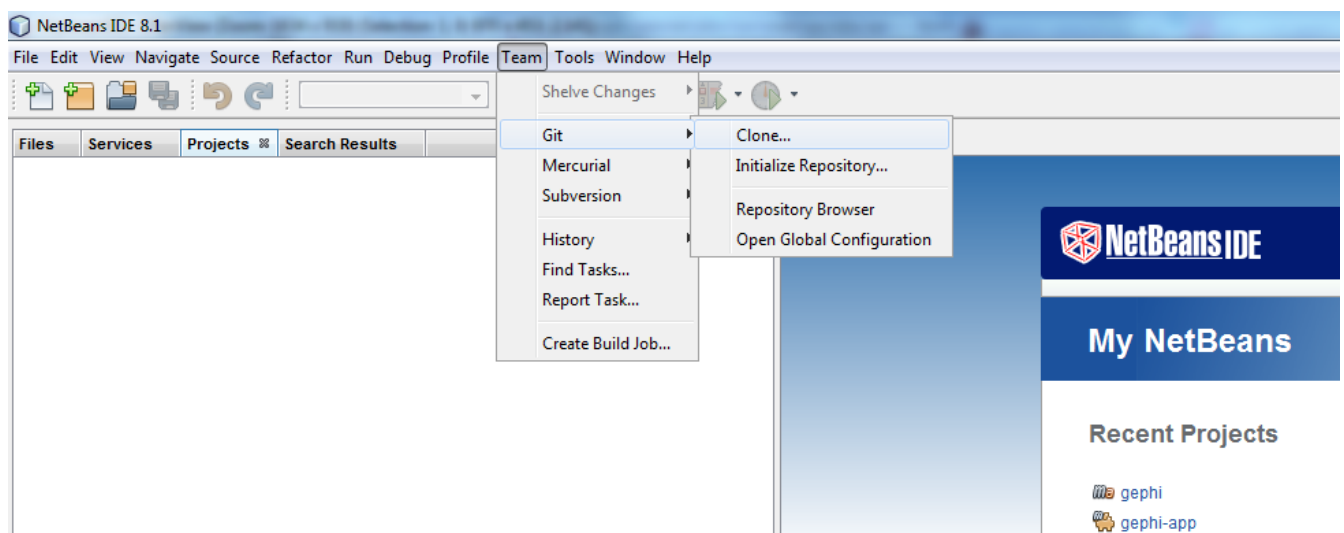 NetBeans IDE 8.1
File Edit View Navigate Source Refactor Run Debug Profile Team Tools Window Help
Shelve Changes
Files Services Projects Search Results
Git
Clone...
Mercurial
Initialize Repository...
Subversion
Repository Browser
History
Open Global Configuration
Find Tasks...
Report Task...
Create Build Job...
NetBeans IDE
My NetBeans
Recent Projects
gephi
gephi-app